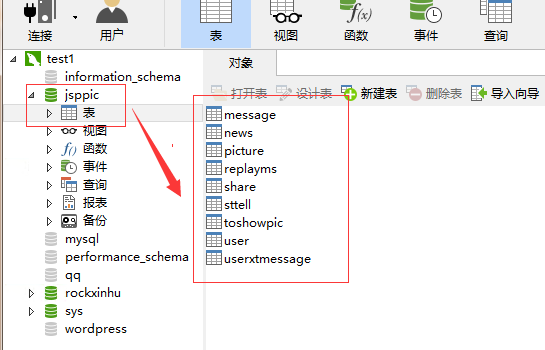 连接 用户 表 视图 函数 事件 查询
test1
对象
information_schema
jsppic
打开表 设计表 新建表 删除表 导入向导
表
message
视图
news
函数
picture
事件
replayms
查询
share
报表
sttell
备份
toshowpic
mysql
user
performance_schema
userxtmessage
qq
rockxinhu
sys
wordpress